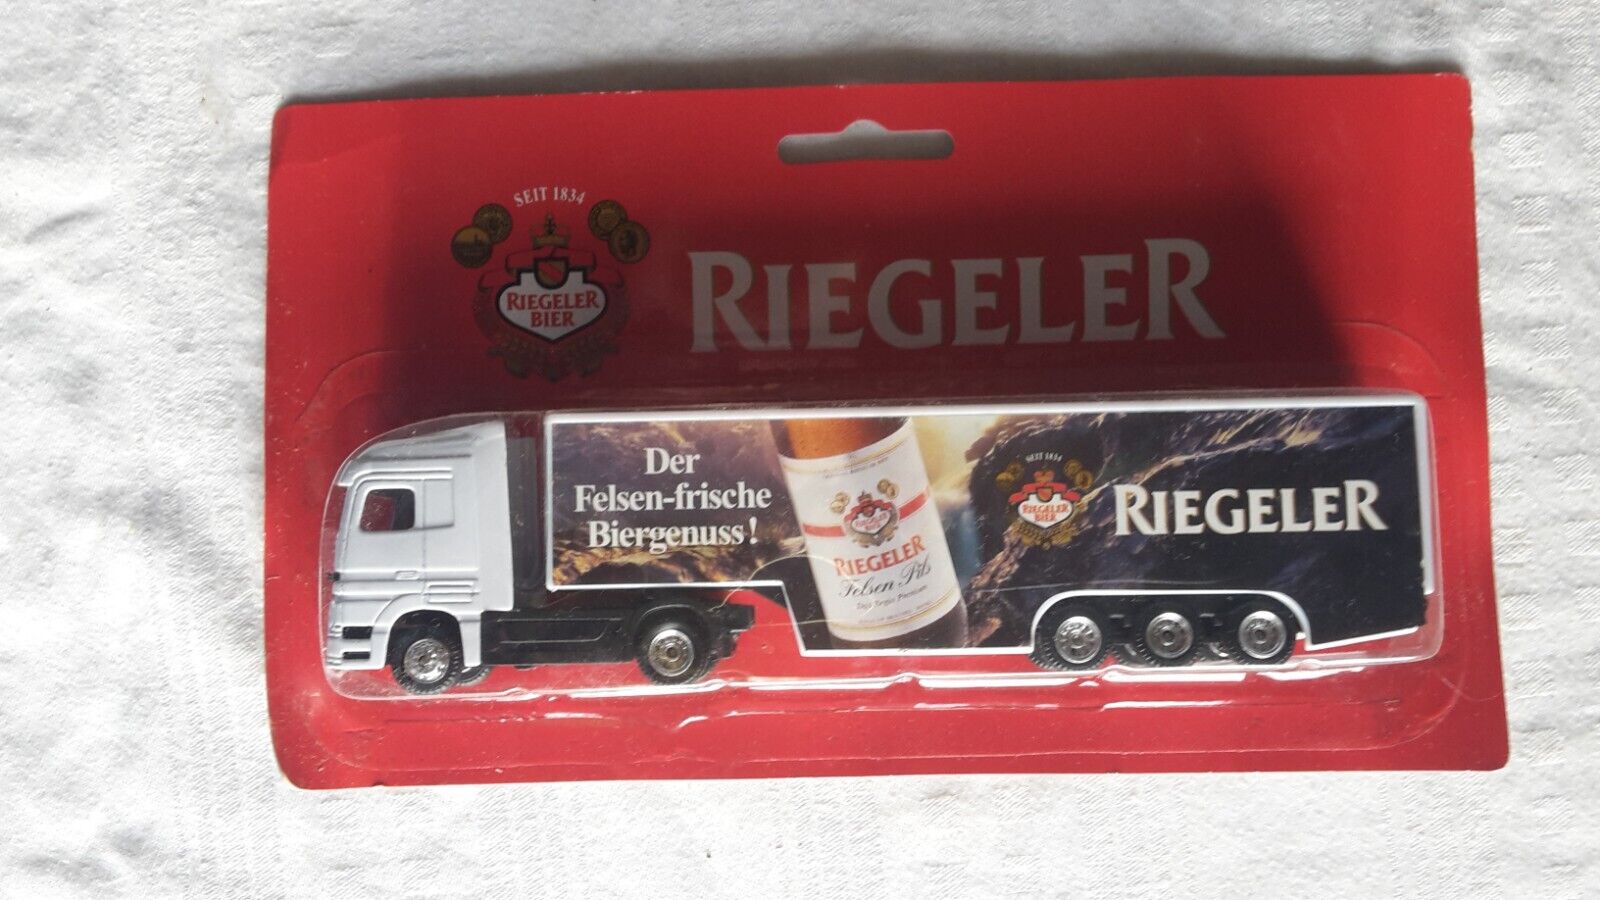 SEIT 1834
RIEGELER
BIER
RIEGELER
Der
Felsen-frische
Biergenuss!
RIEGELER
Felsen Pils
SEIT 1834
RIEGELER
BIER
RIEGELER